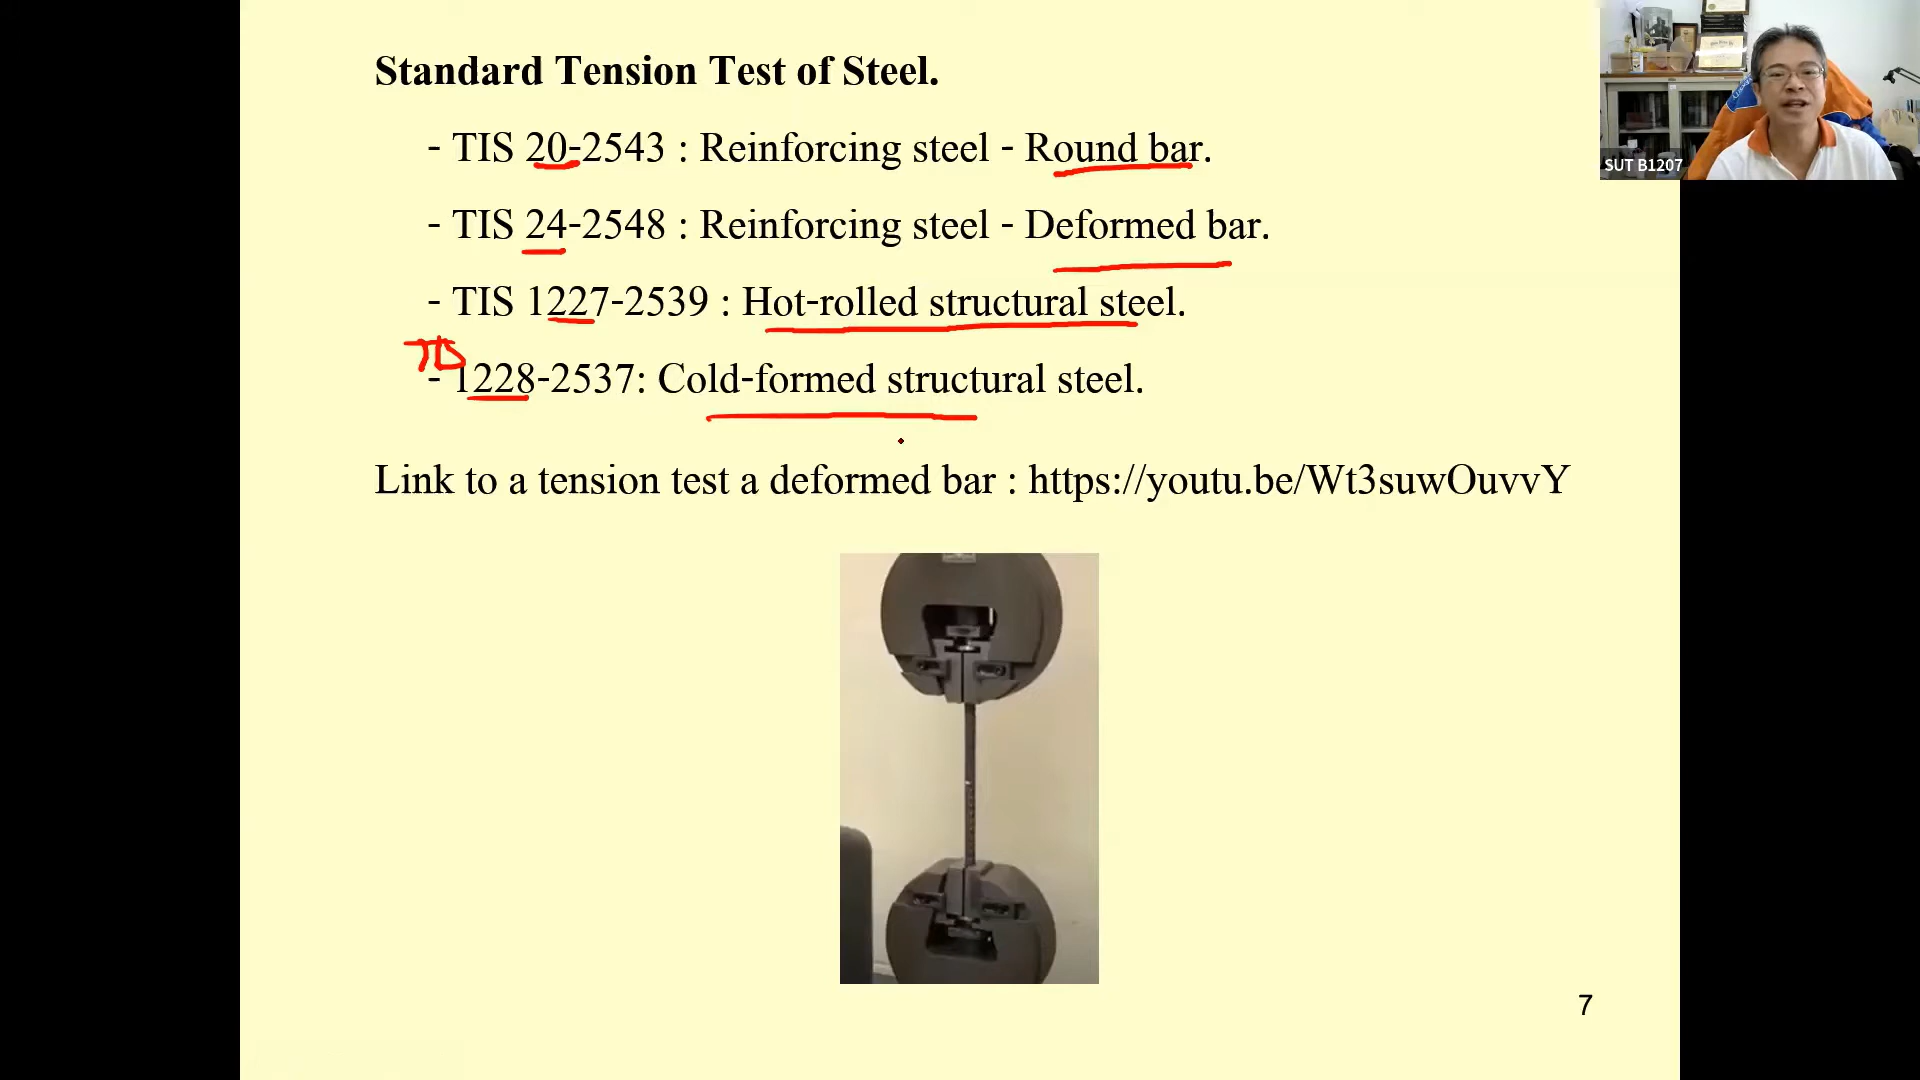 Standard Tension Test of Steel.
- TIS 20-2543 : Reinforcing steel - Round bar.
- TIS 24-2548 : Reinforcing steel - Deformed bar.
- TIS 1227-2539 : Hot-rolled structural steel.
- 1228-2537: Cold-formed structural steel.
Link to a tension test a deformed bar : https://youtu.be/Wt3suwOuvvY
SUT B1207
7